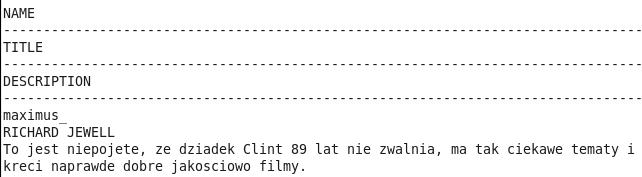 NAME
--------------------------------------------------------------------------------
TITLE
--------------------------------------------------------------------------------
DESCRIPTION
--------------------------------------------------------------------------------
maximus_
RICHARD JEWELL
To jest niepojete, ze dziadek Clint 89 lat nie zwalnia, ma tak ciekawe tematy i
kreci naprawde dobre jakosciowo filmy.